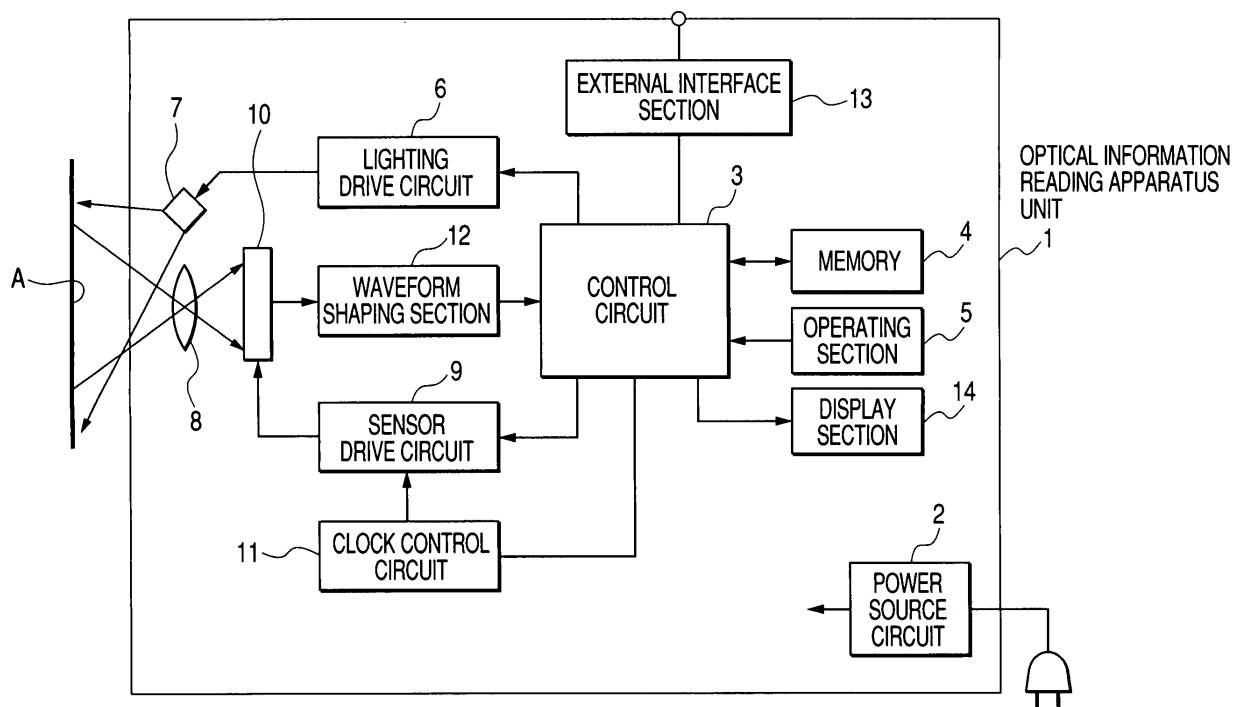 EXTERNAL INTERFACE
SECTION
13
6
7
10
LIGHTING
DRIVE CIRCUIT
OPTICAL INFORMATION
READING APPARATUS
UNIT
1
3
12
4
A
WAVEFORM
SHAPING SECTION
CONTROL
CIRCUIT
MEMORY
5
OPERATING
SECTION
8
9
14
SENSOR
DRIVE CIRCUIT
DISPLAY
SECTION
11
CLOCK CONTROL
CIRCUIT
2
POWER
SOURCE
CIRCUIT